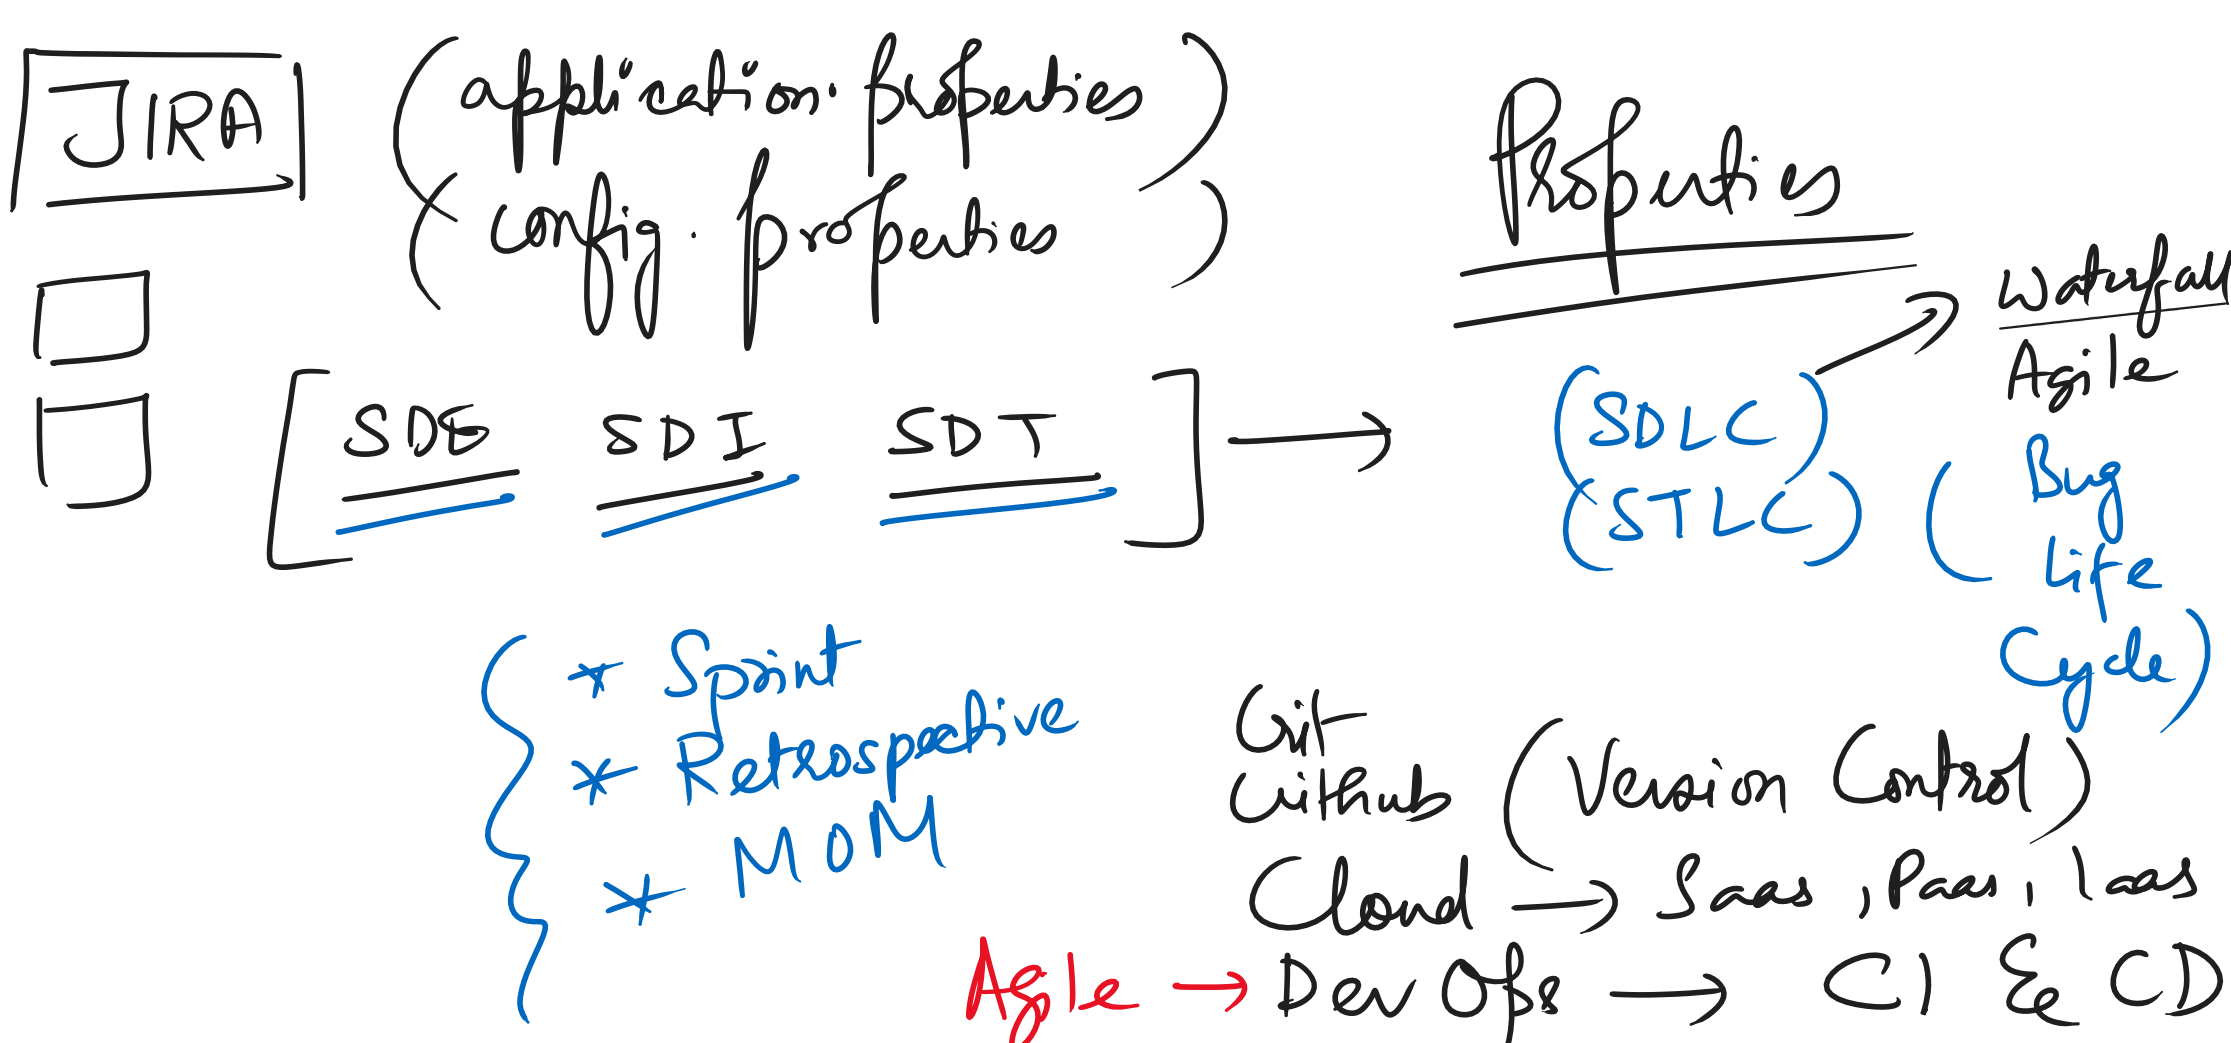 JIRA
(application.properties)
(config.properties)
Properties
[SDE SDI SDT] →
(SDLC)
(STLC)
Waterfall
Agile
(Bug
Life
Cycle)
* Sprint
* Retrospective
* MOM
Git
Github (Version Control)
Cloud → Saas, Paas, Iaas
Agile → DevOps → CI & CD